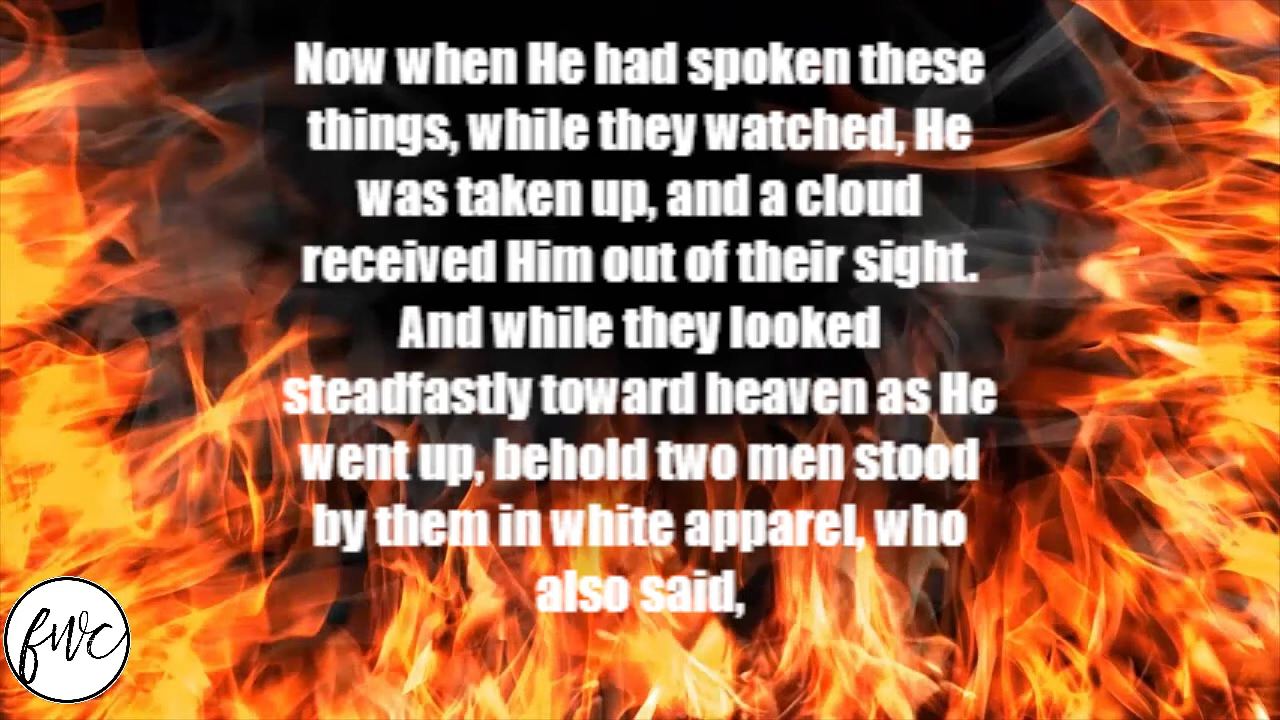 Now when He had spoken these
things, while they watched, He
was taken up, and a cloud
received Him out of their sight.
And while they looked
steadfastly toward heaven as He
went up, behold two men stood
by them in white apparel, who
also said,
fwc